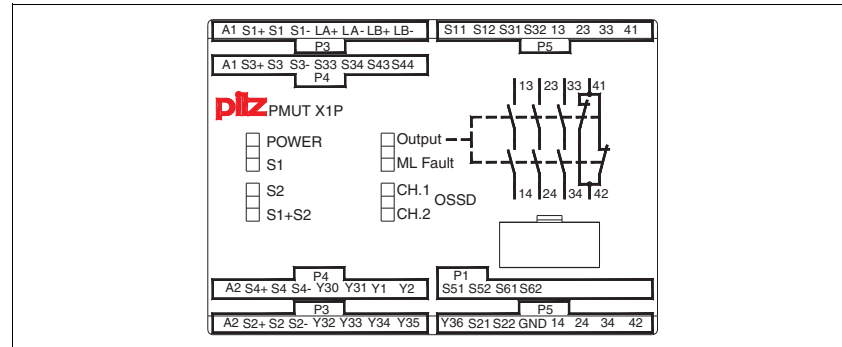 A1 S1+ S1 S1- LA+ LA- LB+ LB-
P3
S11 S12 S31 S32 13 23 33 41
P5
A1 S3+ S3 S3- S33 S34 S43 S44
P4
13 23 33 41
pilz PMUT X1P
POWER
S1
S2
S1+S2
Output
ML Fault
CH.1
CH.2
OSSD
14 24 34 42
P4
A2 S4+ S4 S4- Y30 Y31 Y1 Y2
P1
S51 S52 S61 S62
P3
A2 S2+ S2 S2- Y32 Y33 Y34 Y35
P5
Y36 S21 S22 GND 14 24 34 42